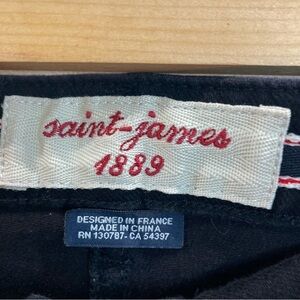 saint-james
1889
DESIGNED IN FRANCE
MADE IN CHINA
RN 130787- CA 54397